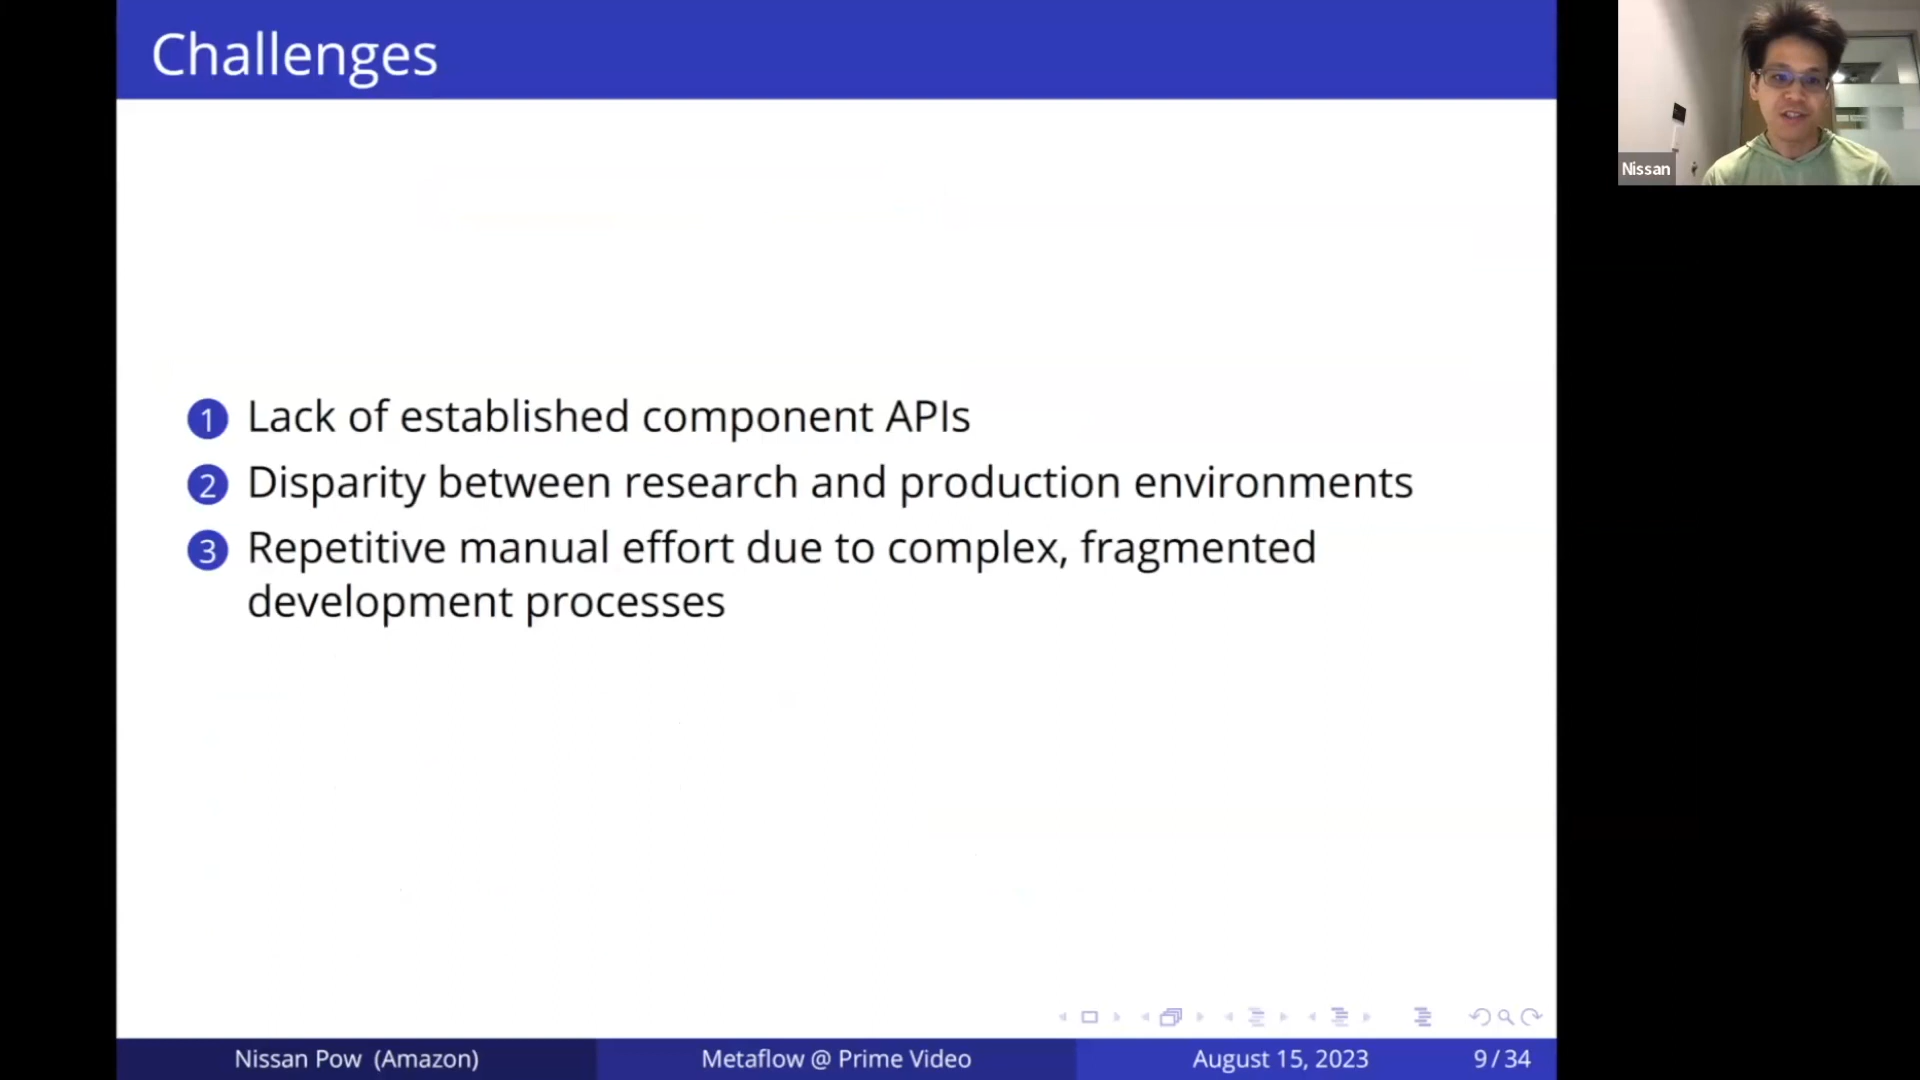 Challenges
Nissan
1 Lack of established component APIs
2 Disparity between research and production environments
3 Repetitive manual effort due to complex, fragmented
development processes
Nissan Pow (Amazon) Metaflow @ Prime Video August 15, 2023 9 / 34